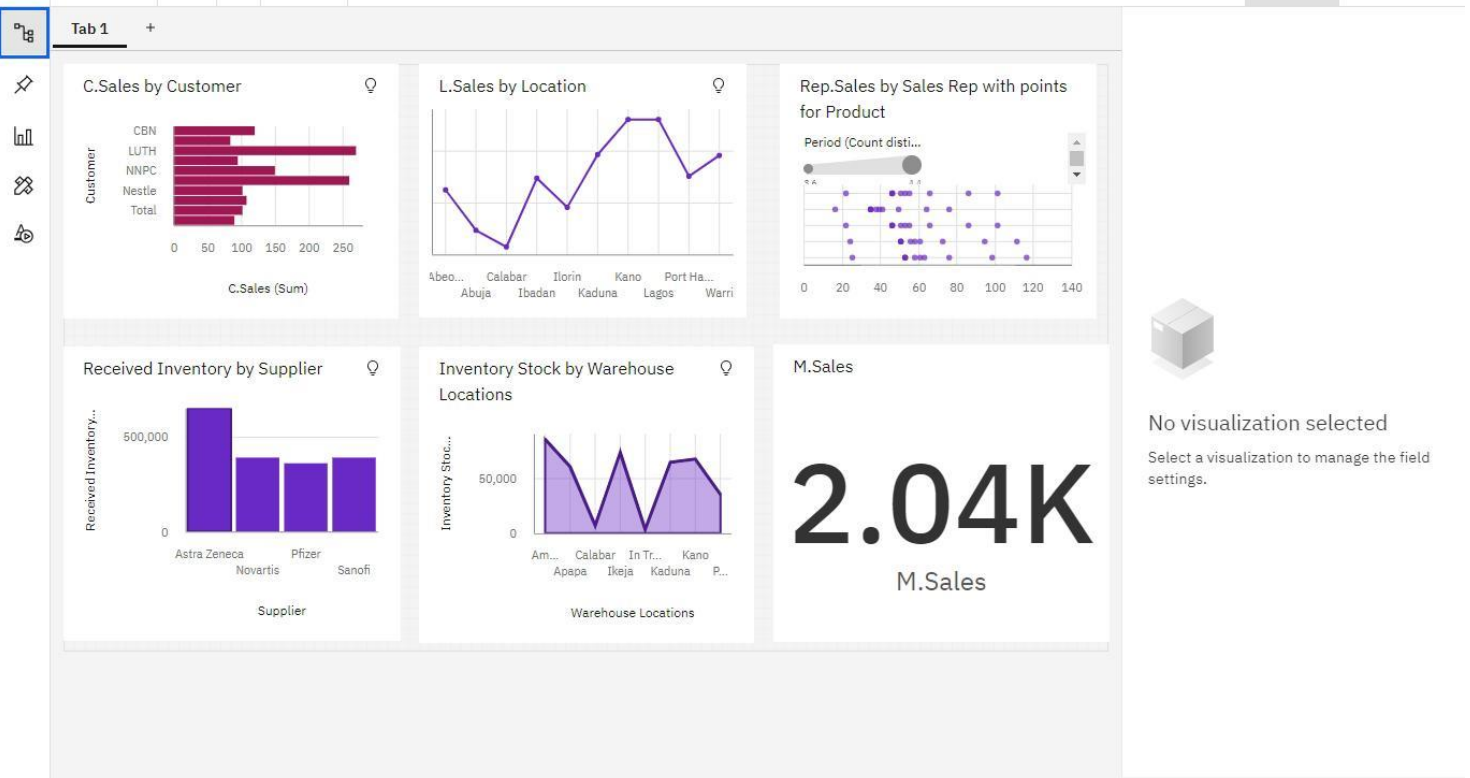 Tab 1 +
C.Sales by Customer
Customer
CBN
LUTH
NNPC
Nestle
Total
0 50 100 150 200 250
C.Sales (Sum)
L.Sales by Location
Abeo... Calabar Ilorin Kano Port Ha...
Abuja Ibadan Kaduna Lagos Warri
Rep.Sales by Sales Rep with points
for Product
Period (Count disti...
0 20 40 60 80 100 120 140
Received Inventory by Supplier
Received Inventory...
500,000
0
Astra Zeneca Pfizer
Novartis Sanofi
Supplier
Inventory Stock by Warehouse
Locations
Inventory Stoc...
50,000
0
Am... Calabar In Tr... Kano
Apapa Ikeja Kaduna P...
Warehouse Locations
M.Sales
2.04K
M.Sales
No visualization selected
Select a visualization to manage the field
settings.